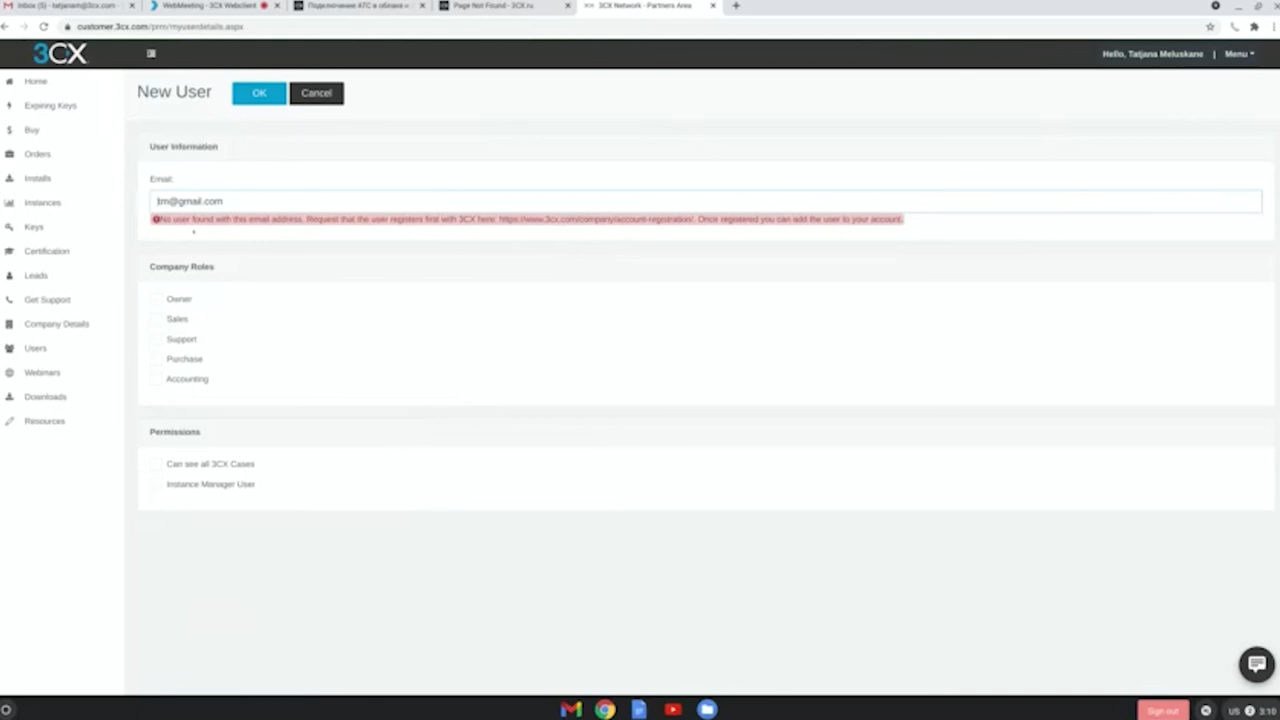 Inbox (5) - tatjanam@3cx.com
WebMeeting - 3CX Webclient
Подключение АТС в облаке «
Page Not Found - 3CX.ru
3CX Network - Partners Area
customer.3cx.com/prm/myuserdetails.aspx
3CX
Hello, Tatjana Meluskane | Menu
Home
Expiring Keys
Buy
Orders
Installs
Instances
Keys
Certification
Leads
Get Support
Company Details
Users
Webinars
Downloads
Resources
New User
OK
Cancel
User Information
Email:
tm@gmail.com
No user found with this email address. Request that the user registers first with 3CX here: https://www.3cx.com/company/account-registration/. Once registered you can add the user to your account.
Company Roles
Owner
Sales
Support
Purchase
Accounting
Permissions
Can see all 3CX Cases
Instance Manager User
Sign out
US
3:10